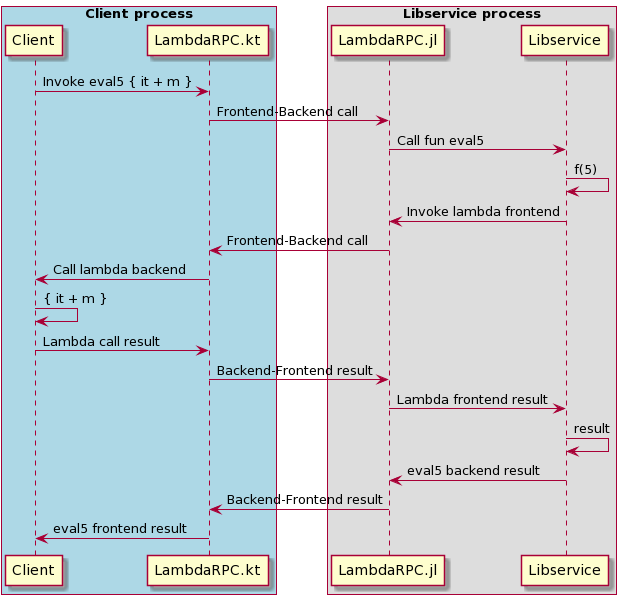 Client process
Libservice process
Client
LambdaRPC.kt
LambdaRPC.jl
Libservice
Invoke eval5 { it + m }
Frontend-Backend call
Call fun eval5
f(5)
Invoke lambda frontend
Frontend-Backend call
Call lambda backend
{ it + m }
Lambda call result
Backend-Frontend result
Lambda frontend result
result
eval5 backend result
Backend-Frontend result
eval5 frontend result
Client
LambdaRPC.kt
LambdaRPC.jl
Libservice